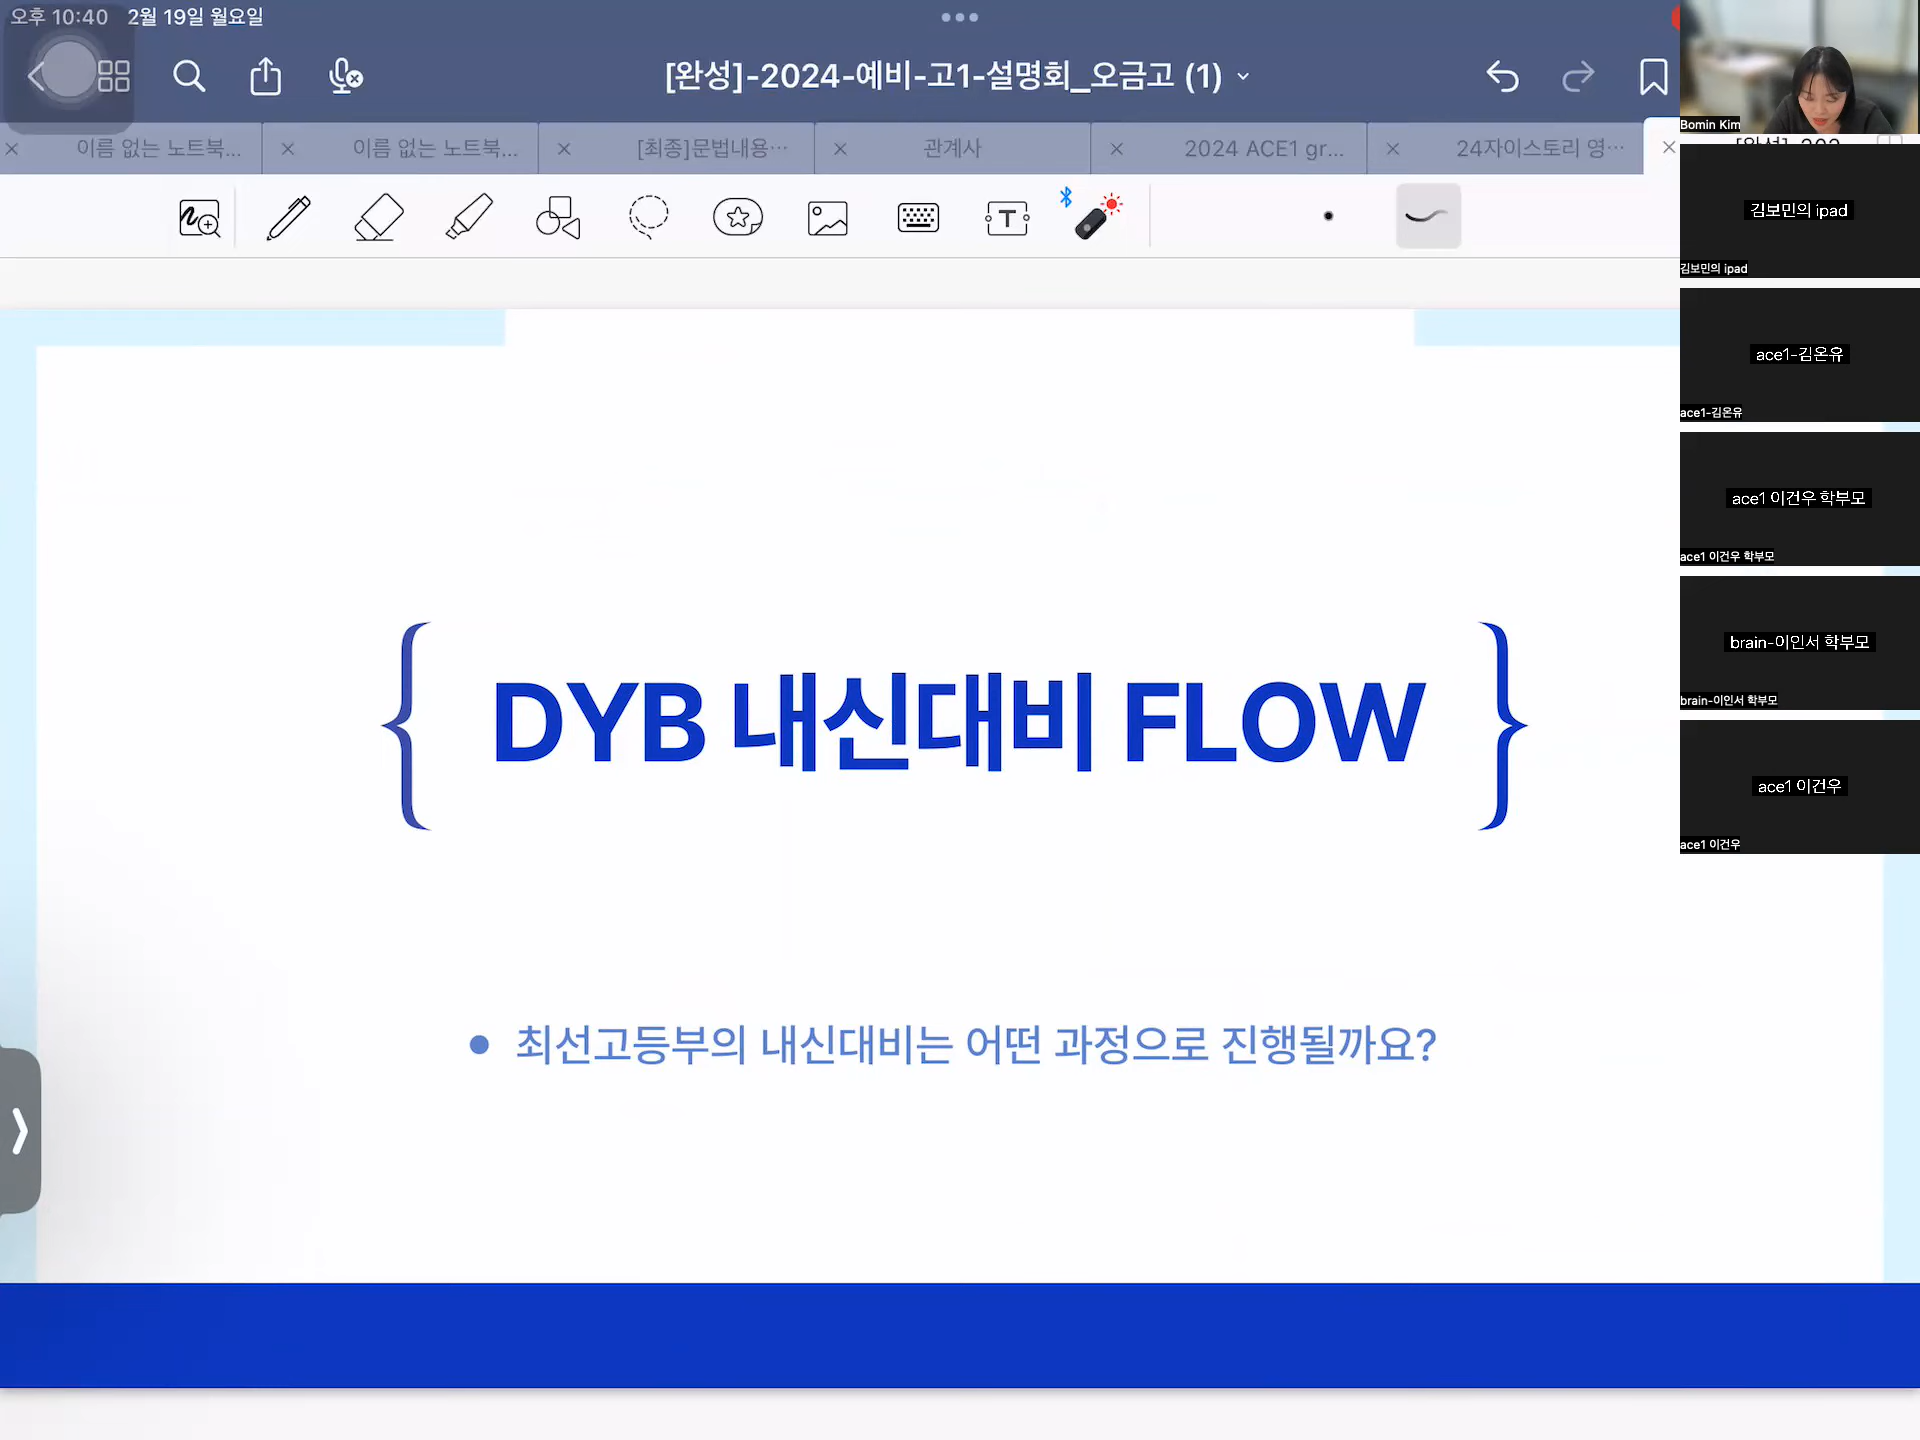 오후 10:40 2월 19일 월요일
[완성]-2024-예비-고1-설명회_오금고 (1)
이름 없는 노트북...
이름 없는 노트북...
[최종]문법내용...
관계사
2024 ACE1 gr...
24자이스토리 영...
T
DYB 내신대비 FLOW
최선고등부의 내신대비는 어떤 과정으로 진행될까요?
Bomin Kim
김보민의 ipad
김보민의 ipad
ace1-김온유
ace1-김온유
ace1 이건우 학부모
ace1 이건우 학부모
brain-이인서 학부모
brain-이인서 학부모
ace1 이건우
ace1 이건우